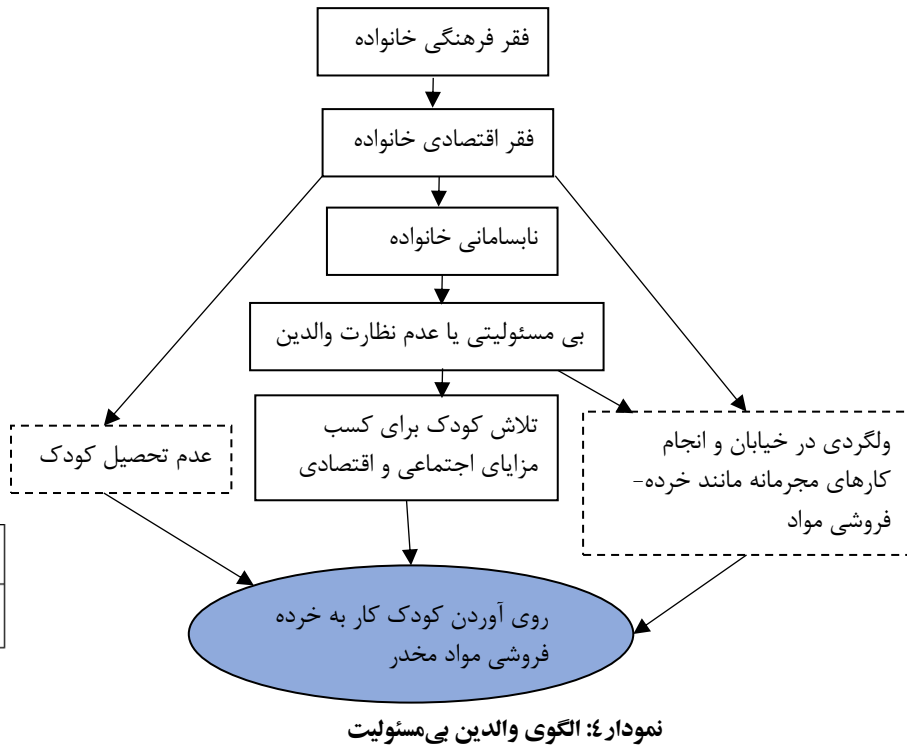 فقر فرهنگی خانواده
فقر اقتصادی خانواده
نابسامانی خانواده
بی مسئولیتی یا عدم نظارت والدین
تلاش کودک برای کسب
مزایای اجتماعی و اقتصادی
عدم تحصیل کودک
ولگردی در خیابان و انجام
کارهای مجرمانه مانند خرده-
فروشی مواد
روی آوردن کودک کار به خرده
فروشی مواد مخدر
نمودار٤: الگوی والدین بی‌مسئولیت